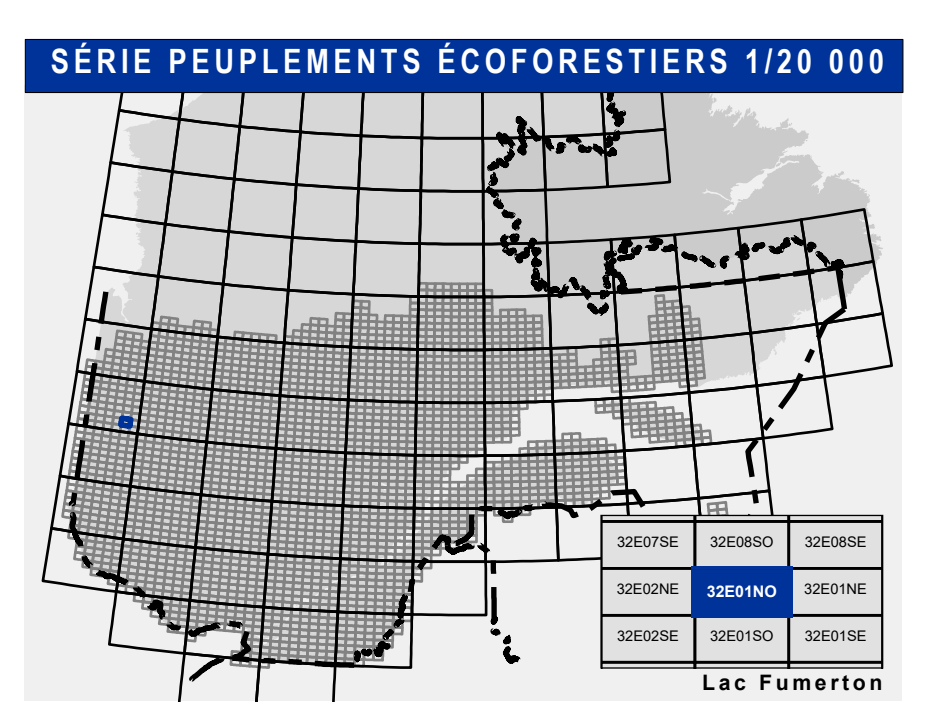 SÉRIE PEUPLEMENTS ÉCOFORESTIERS 1/20 000
32E07SE 32E08SO 32E08SE
32E02NE 32E01NO 32E01NE
32E02SE 32E01SO 32E01SE
Lac Fumerton